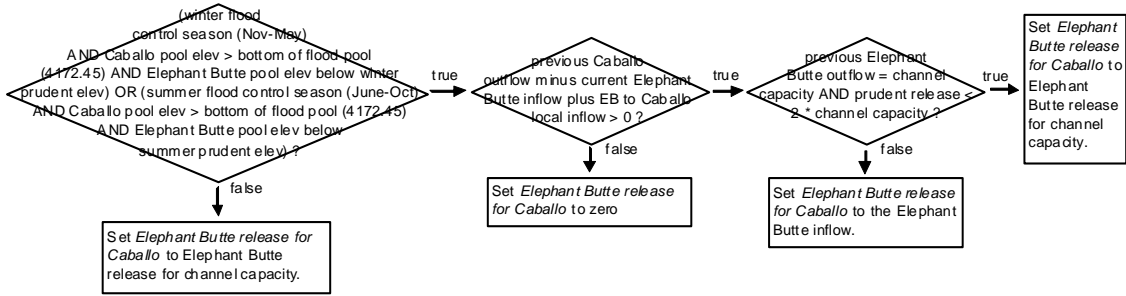 (winter flood
control season (Nov-May)
AND Caballo pool elev > bottom of flood pool
(4172.45) AND Elephant Butte pool elev below winter
prudent elev) OR (summer flood control season (June-Oct)
AND Caballo pool elev > bottom of flood pool (4172.45)
AND Elephant Butte pool elev below
summer prudent elev) ?
true
false
Set Elephant Butte release for
Caballo to Elephant Butte
release for channel capacity.
previous Caballo
outflow minus current Elephant
Butte inflow plus EB to Caballo
local inflow > 0 ?
true
false
Set Elephant Butte release
for Caballo to zero
previous Elephant
Butte outflow = channel
capacity AND prudent release <
2 * channel capacity ?
true
false
Set Elephant Butte release
for Caballo to the Elephant
Butte inflow.
Set Elephant
Butte release
for Caballo to
Elephant
Butte release
for channel
capacity.